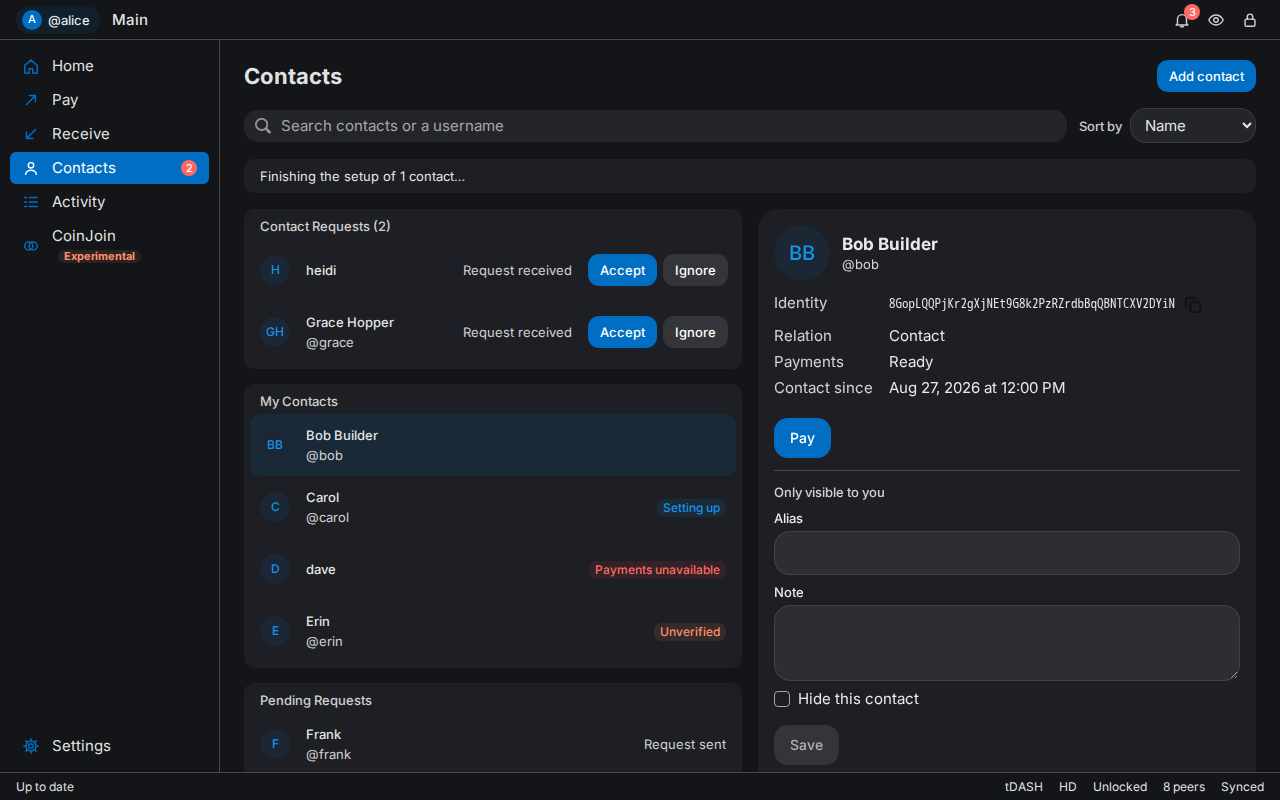 A @alice Main 3
Home
Pay
Receive
Contacts 2
Activity
CoinJoin
Experimental
Settings
Contacts
Add contact
Search contacts or a username
Sort by Name
Finishing the setup of 1 contact...
Contact Requests (2)
H heidi Request received Accept Ignore
GH Grace Hopper
@grace
Request received Accept Ignore
My Contacts
BB Bob Builder
@bob
C Carol
@carol
Setting up
D dave Payments unavailable
E Erin
@erin
Unverified
Pending Requests
F Frank
@frank
Request sent
BB Bob Builder
@bob
Identity 8GopLQQPjKr2gXjNEt9G8k2PzRZrdbBqQBNTCXV2DYiN
Relation Contact
Payments Ready
Contact since Aug 27, 2026 at 12:00 PM
Pay
Only visible to you
Alias
Note
Hide this contact
Save
Up to date tDASH HD Unlocked 8 peers Synced